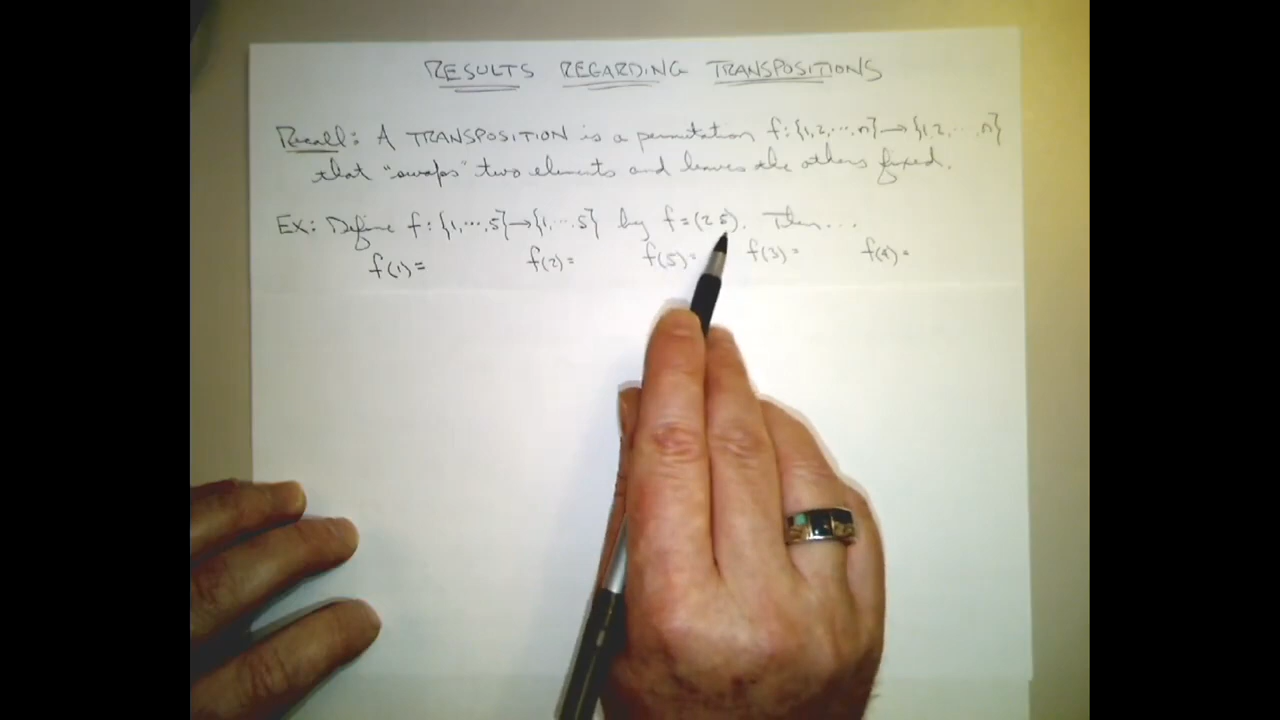 RESULTS REGARDING TRANSPOSITIONS
Recall: A TRANSPOSITION is a permutation f: {1,2,...,n}→{1,2,...,n}
that "swaps" two elements and leaves the others fixed.
EX: Define f: {1,...,5}→{1,...5} by f=(2 5). Then...
f(1)= f(2)= f(5)= f(3)= f(4)=